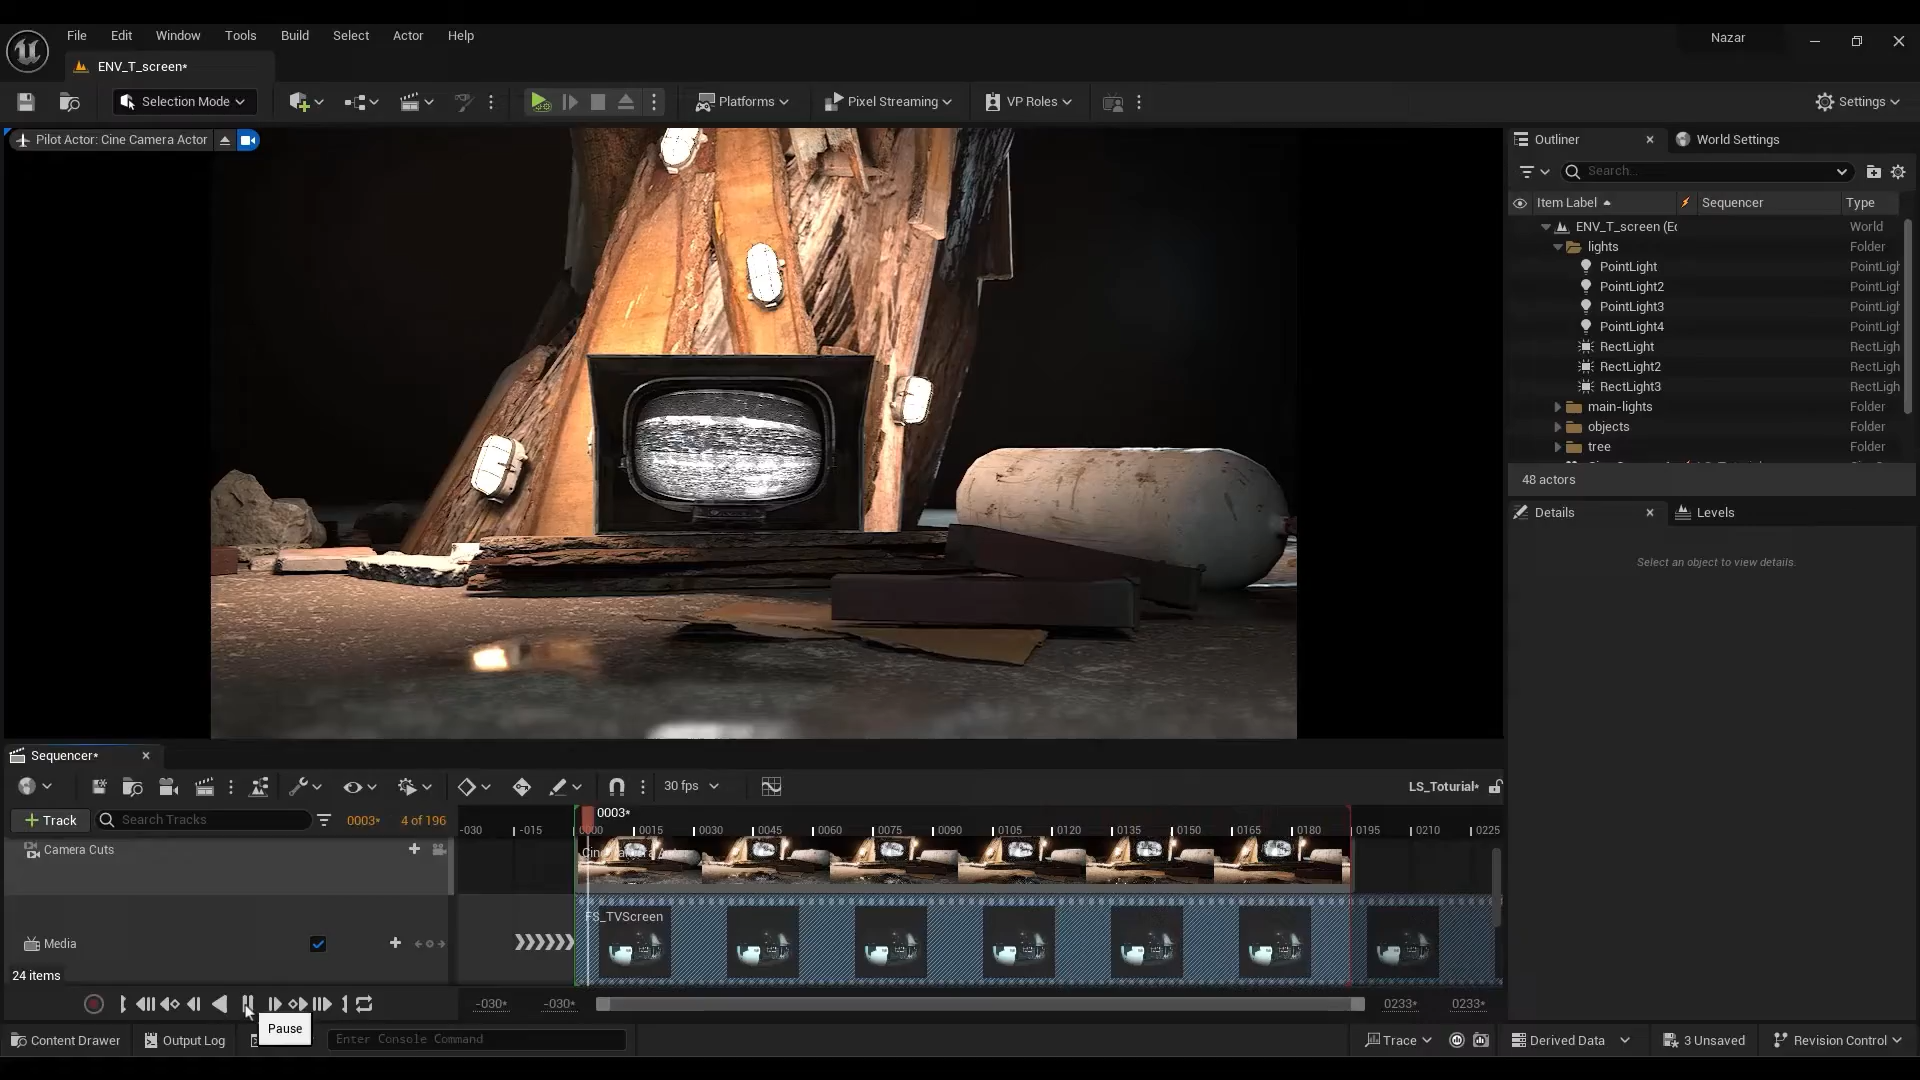 File Edit Window Tools Build Select Actor Help
Nazar
ENV_T_screen*
Selection Mode
Platforms
Pixel Streaming
VP Roles
Settings
Pilot Actor: Cine Camera Actor
Outliner
World Settings
Search...
Item Label Sequencer Type
ENV_T_screen (Ec World
lights Folder
PointLight PointLigh
PointLight2 PointLigh
PointLight3 PointLigh
PointLight4 PointLigh
RectLight RectLigh
RectLight2 RectLigh
RectLight3 RectLigh
main-lights Folder
objects Folder
tree Folder
48 actors
Details
Levels
Select an object to view details.
Sequencer*
30 fps
LS_Toturial*
+ Track
Search Tracks
0003*
4 of 196
0003*
-030 -015 0000 0015 0030 0045 0060 0075 0090 0105 0120 0135 0150 0165 0180 0195 0210 0225
Camera Cuts
FS_TVScreen
Media
24 items
-030* -030* 0233* 0233*
Pause
Content Drawer
Output Log
Enter Console Command
Trace
Derived Data
3 Unsaved
Revision Control